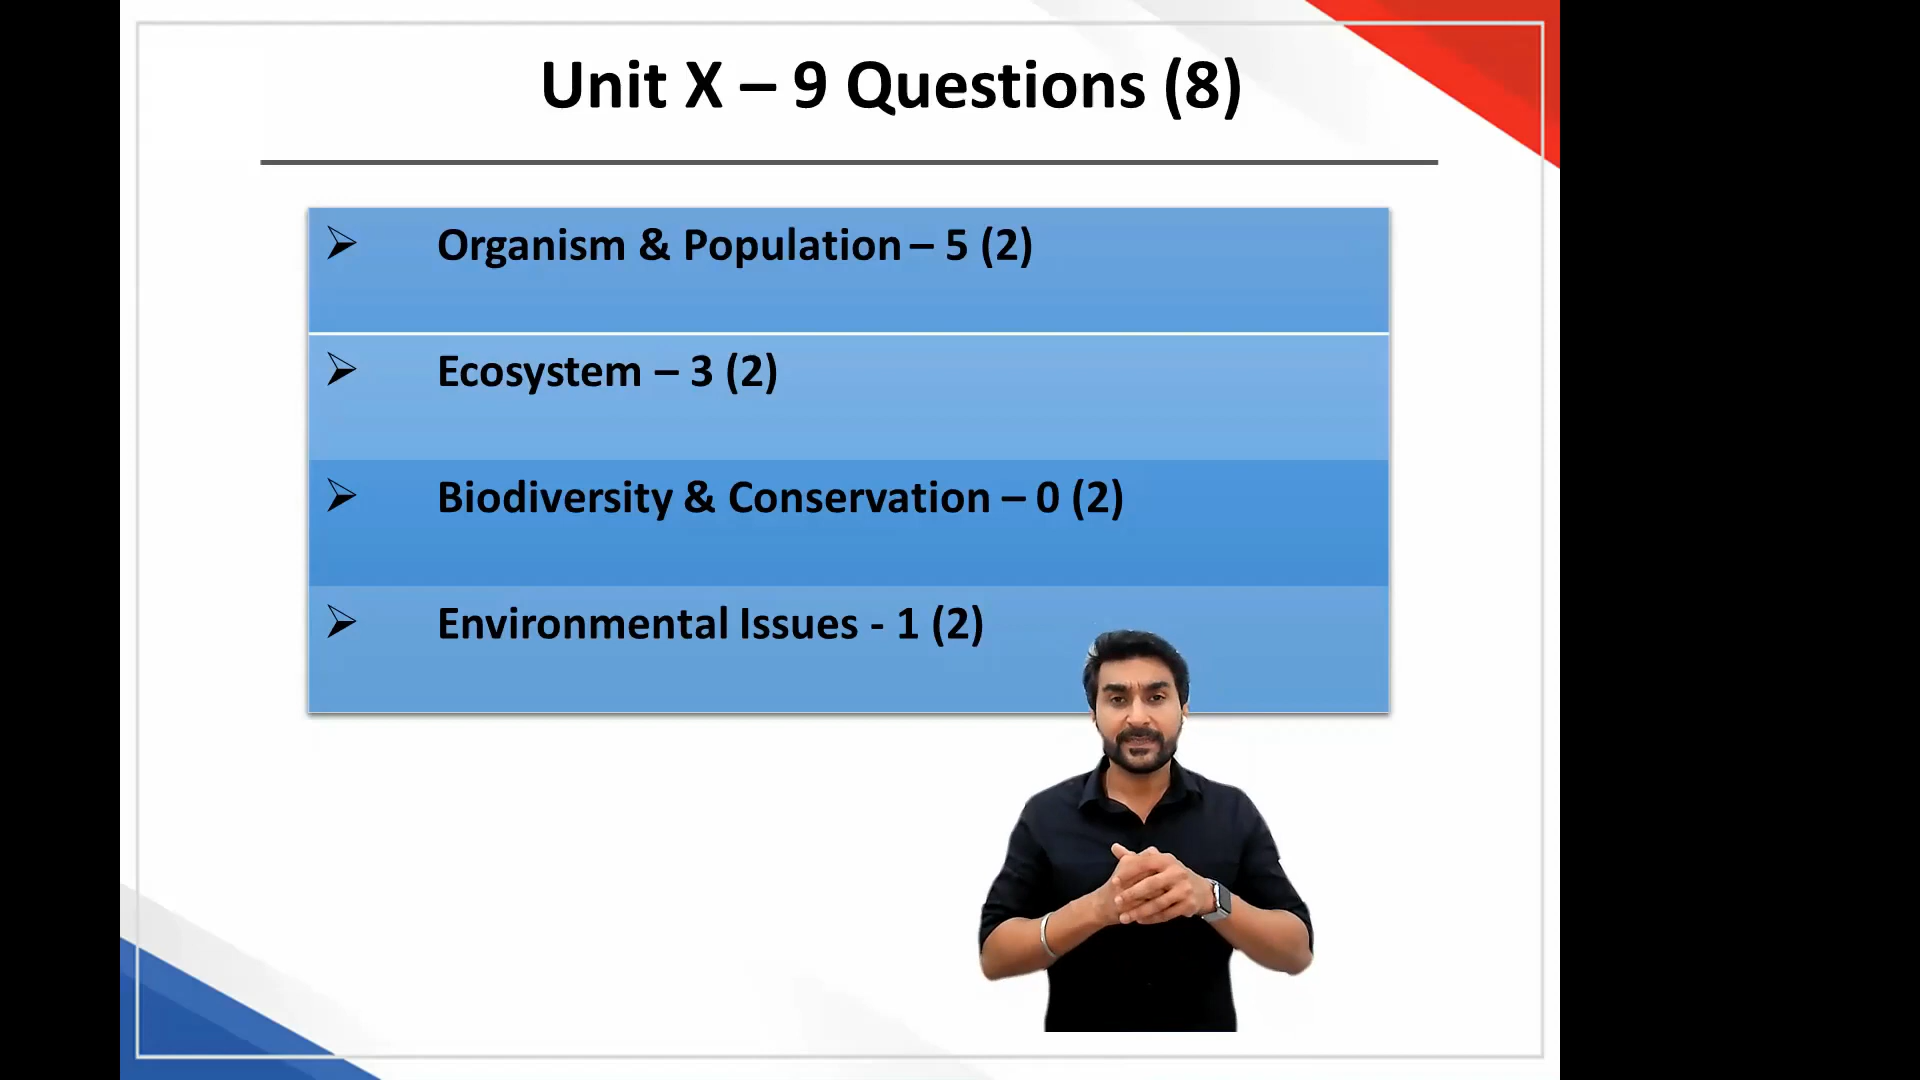 Unit X – 9 Questions (8)
Organism & Population – 5 (2)
Ecosystem – 3 (2)
Biodiversity & Conservation – 0 (2)
Environmental Issues - 1 (2)